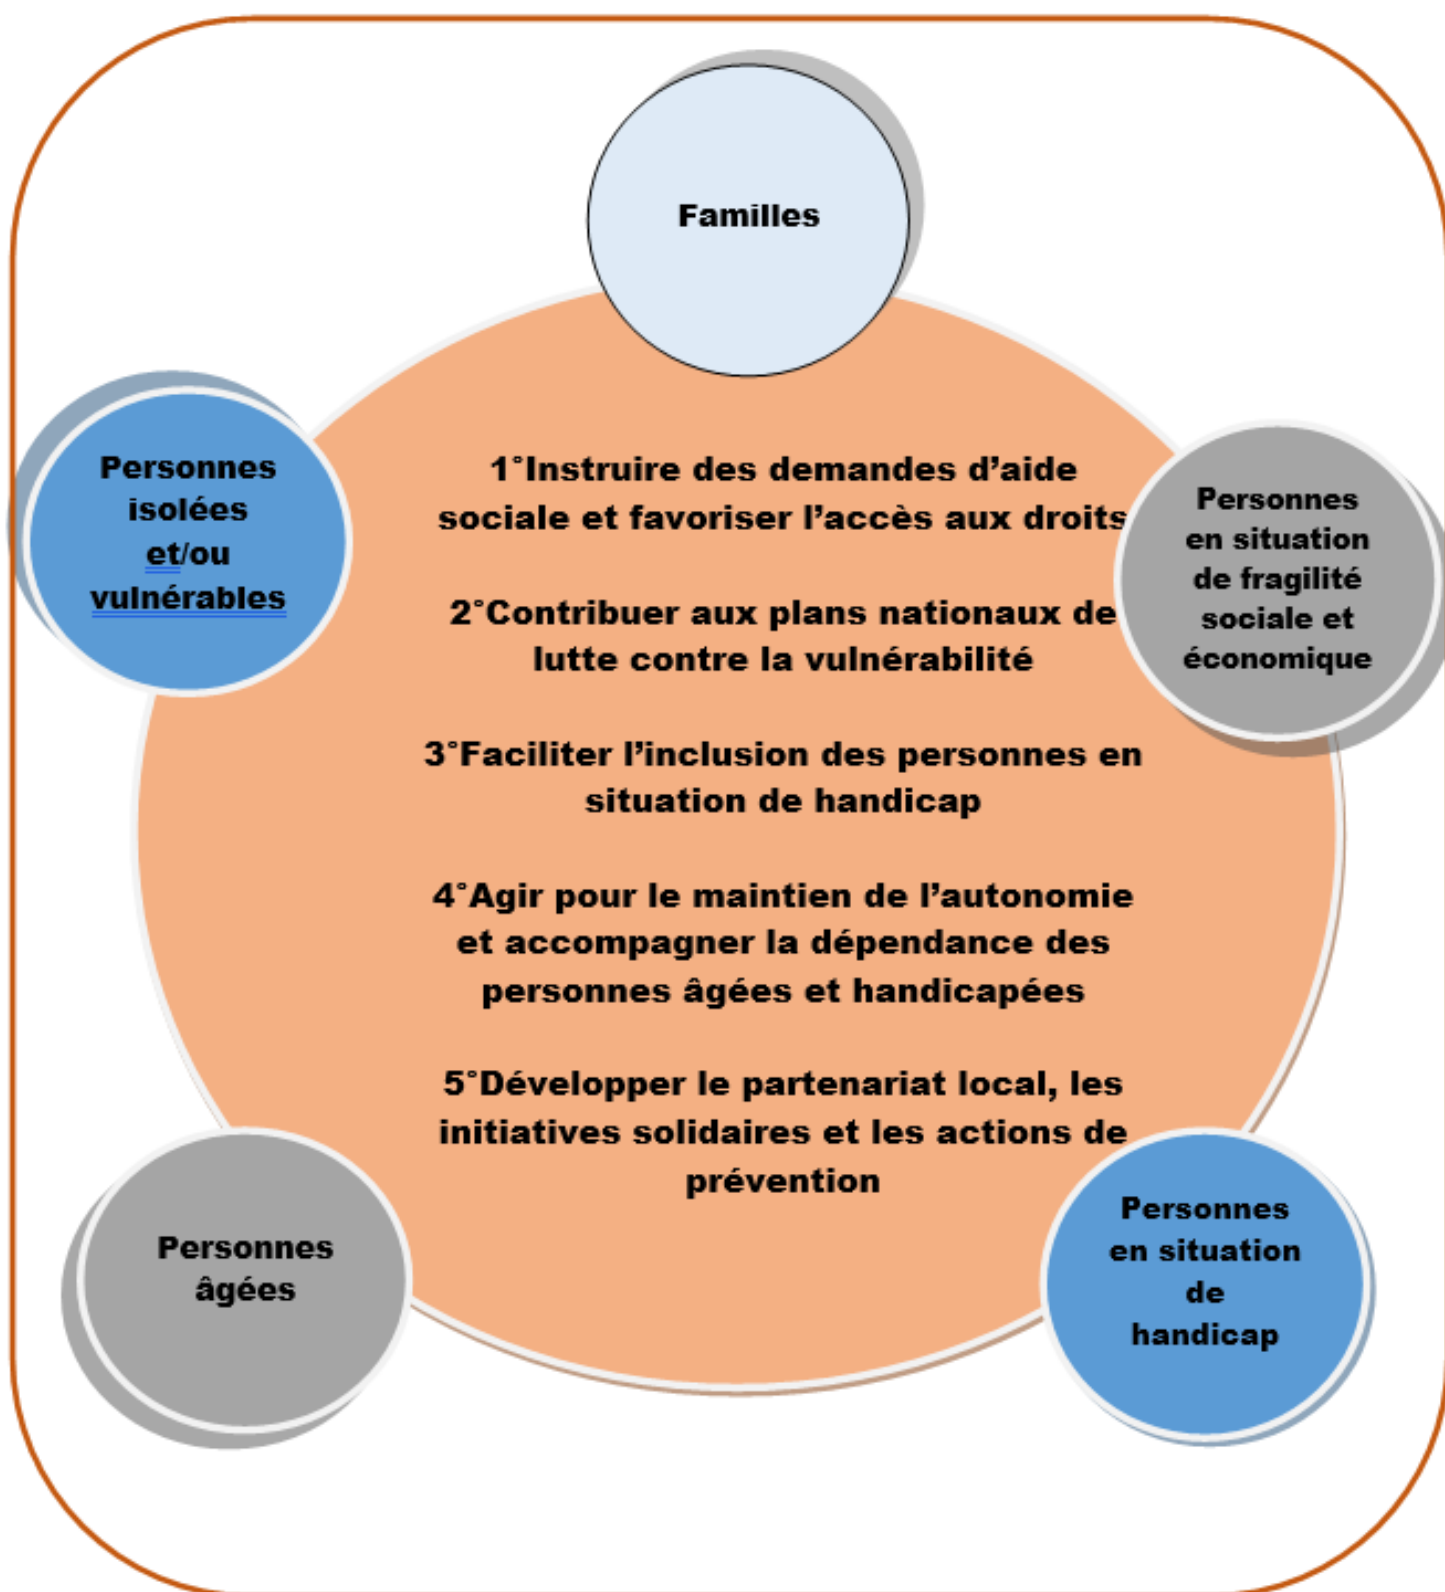 Familles
Personnes
isolées
et/ou
vulnérables
1°Instruire des demandes d’aide
sociale et favoriser l’accès aux droits
2°Contribuer aux plans nationaux de
lutte contre la vulnérabilité
3°Faciliter l’inclusion des personnes en
situation de handicap
4°Agir pour le maintien de l’autonomie
et accompagner la dépendance des
personnes âgées et handicapées
5°Développer le partenariat local, les
initiatives solidaires et les actions de
prévention
Personnes
en situation
de fragilité
sociale et
économique
Personnes
âgées
Personnes
en situation
de
handicap